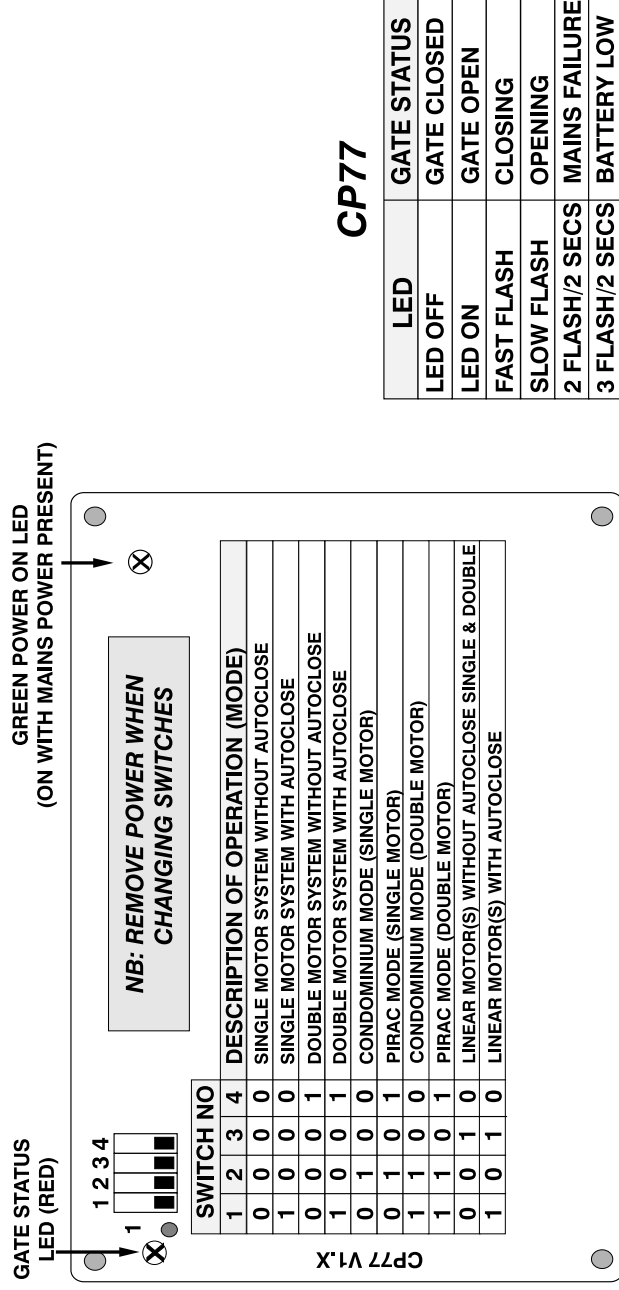 GATE STATUS
LED (RED)
GREEN POWER ON LED
(ON WITH MAINS POWER PRESENT)
1 2 3 4
1
NB: REMOVE POWER WHEN
CHANGING SWITCHES
CP77 V1.X
SWITCH NO
1 2 3 4 DESCRIPTION OF OPERATION (MODE)
0 0 0 0 SINGLE MOTOR SYSTEM WITHOUT AUTOCLOSE
1 0 0 0 SINGLE MOTOR SYSTEM WITH AUTOCLOSE
0 0 0 1 DOUBLE MOTOR SYSTEM WITHOUT AUTOCLOSE
1 0 0 1 DOUBLE MOTOR SYSTEM WITH AUTOCLOSE
0 1 0 0 CONDOMINIUM MODE (SINGLE MOTOR)
0 1 0 1 PIRAC MODE (SINGLE MOTOR)
1 1 0 0 CONDOMINIUM MODE (DOUBLE MOTOR)
1 1 0 1 PIRAC MODE (DOUBLE MOTOR)
0 0 1 0 LINEAR MOTOR(S) WITHOUT AUTOCLOSE SINGLE & DOUBLE
1 0 1 0 LINEAR MOTOR(S) WITH AUTOCLOSE
CP77
LED GATE STATUS
LED OFF GATE CLOSED
LED ON GATE OPEN
FAST FLASH CLOSING
SLOW FLASH OPENING
2 FLASH/2 SECS MAINS FAILURE
3 FLASH/2 SECS BATTERY LOW